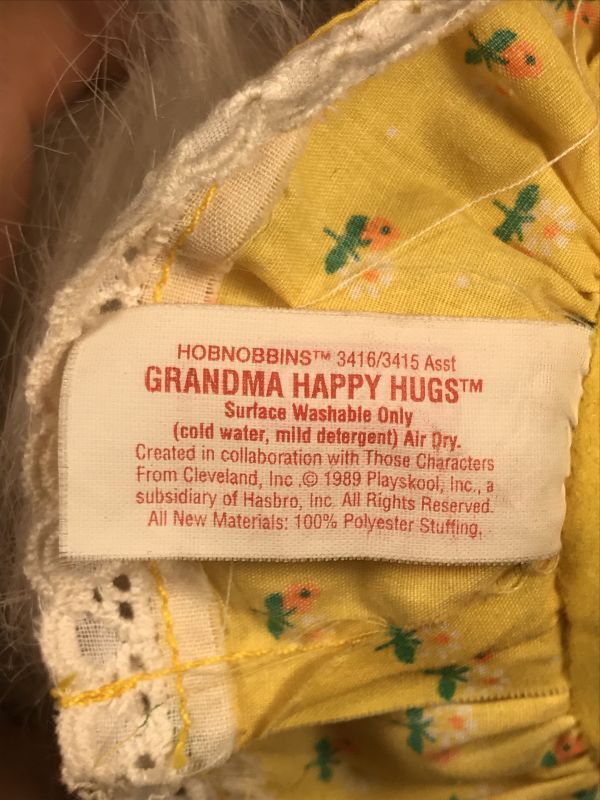 HOBNOBBINS™ 3416/3415 Asst
GRANDMA HAPPY HUGS™
Surface Washable Only
(cold water, mild detergent) Air Dry.
Created in collaboration with Those Characters
From Cleveland, Inc .© 1989 Playskool, Inc., a
subsidiary of Hasbro, Inc. All Rights Reserved.
All New Materials: 100% Polyester Stuffing.